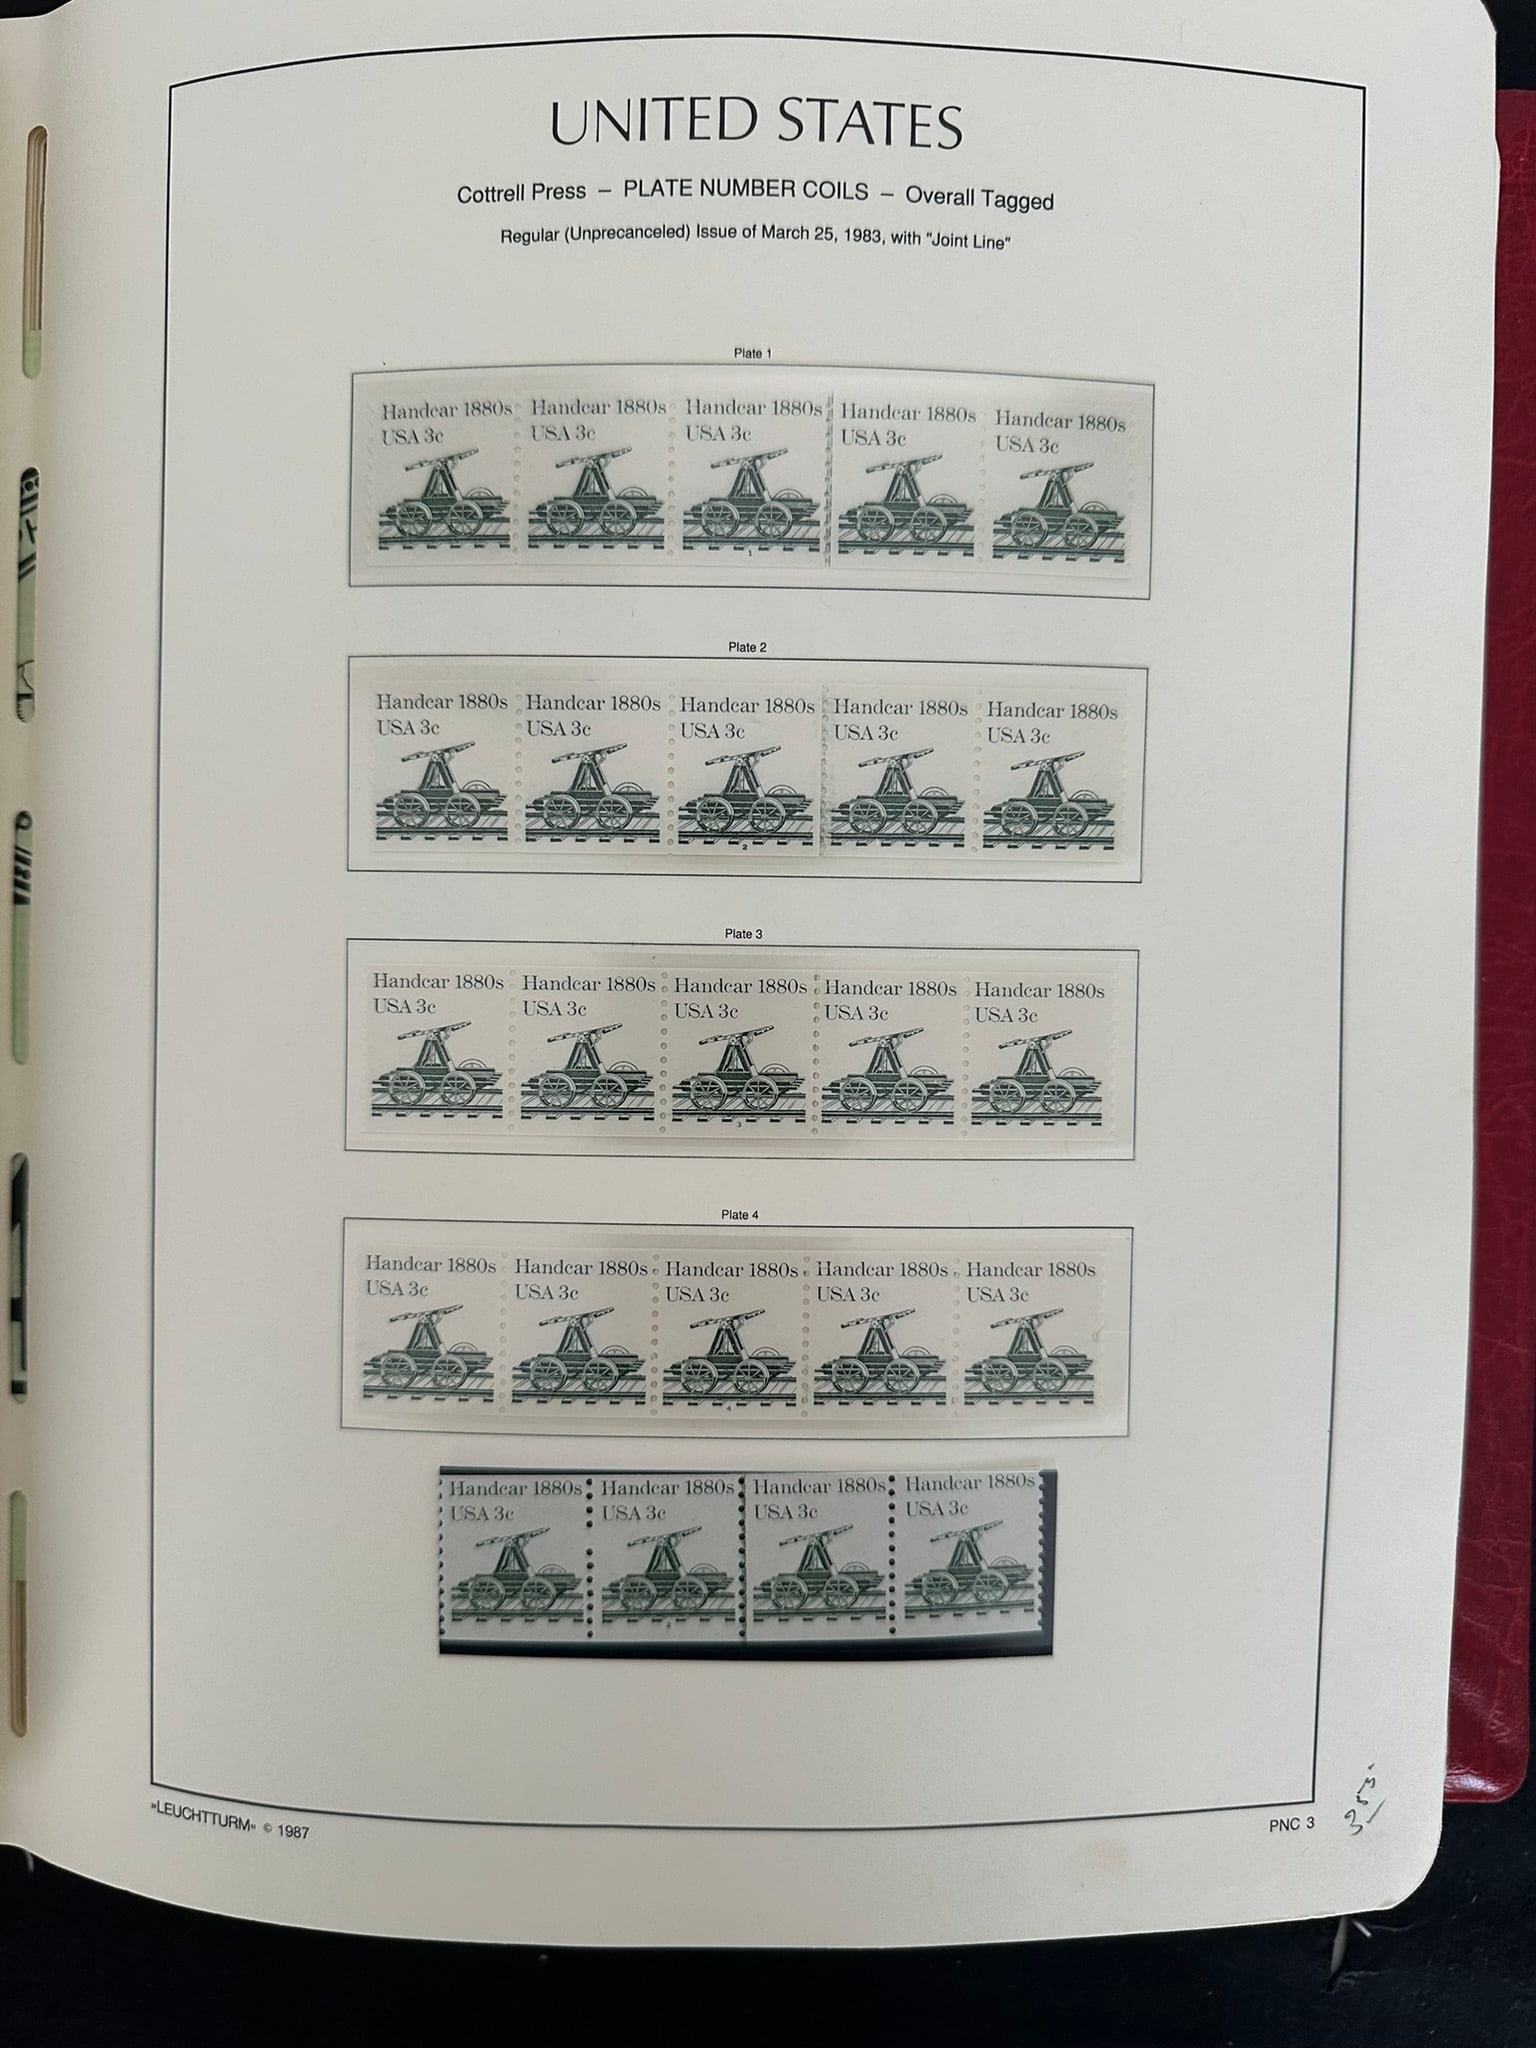 UNITED STATES
Cottrell Press – PLATE NUMBER COILS – Overall Tagged
Regular (Unprecanceled) Issue of March 25, 1983, with "Joint Line"
Plate 1
Handcar 1880s Handcar 1880s Handcar 1880s Handcar 1880s Handcar 1880s
USA 3c USA 3c USA 3c USA 3c USA 3c
1
Plate 2
Handcar 1880s Handcar 1880s Handcar 1880s Handcar 1880s Handcar 1880s
USA 3c USA 3c USA 3c USA 3c USA 3c
2
Plate 3
Handcar 1880s Handcar 1880s Handcar 1880s Handcar 1880s Handcar 1880s
USA 3c USA 3c USA 3c USA 3c USA 3c
3
Plate 4
Handcar 1880s Handcar 1880s Handcar 1880s Handcar 1880s Handcar 1880s
USA 3c USA 3c USA 3c USA 3c USA 3c
4
Handcar 1880s Handcar 1880s Handcar 1880s Handcar 1880s
USA 3c USA 3c USA 3c USA 3c
2
»LEUCHTTURM« © 1987
PNC 3